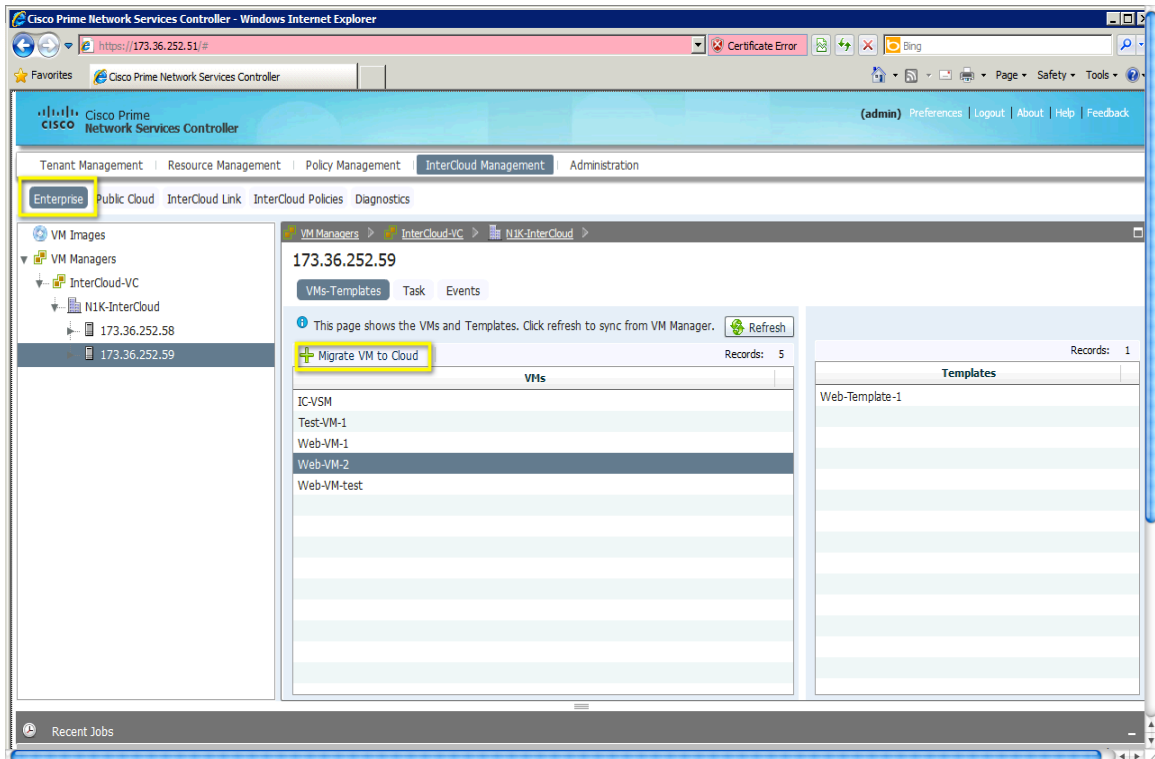 Cisco Prime Network Services Controller - Windows Internet Explorer
https://173.36.252.51/#
Certificate Error
Bing
Favorites
Cisco Prime Network Services Controller
Page
Safety
Tools
CISCO
Cisco Prime
Network Services Controller
(admin) Preferences | Logout | About | Help | Feedback
Tenant Management | Resource Management | Policy Management | InterCloud Management | Administration
Enterprise Public Cloud InterCloud Link InterCloud Policies Diagnostics
VM Images
VM Managers
InterCloud-VC
N1K-InterCloud
173.36.252.58
173.36.252.59
VM Managers InterCloud-VC N1K-InterCloud
173.36.252.59
VMs-Templates Task Events
This page shows the VMs and Templates. Click refresh to sync from VM Manager.
Refresh
Migrate VM to Cloud
Records: 5
VMs
IC-VSM
Test-VM-1
Web-VM-1
Web-VM-2
Web-VM-test
Records: 1
Templates
Web-Template-1
Recent Jobs